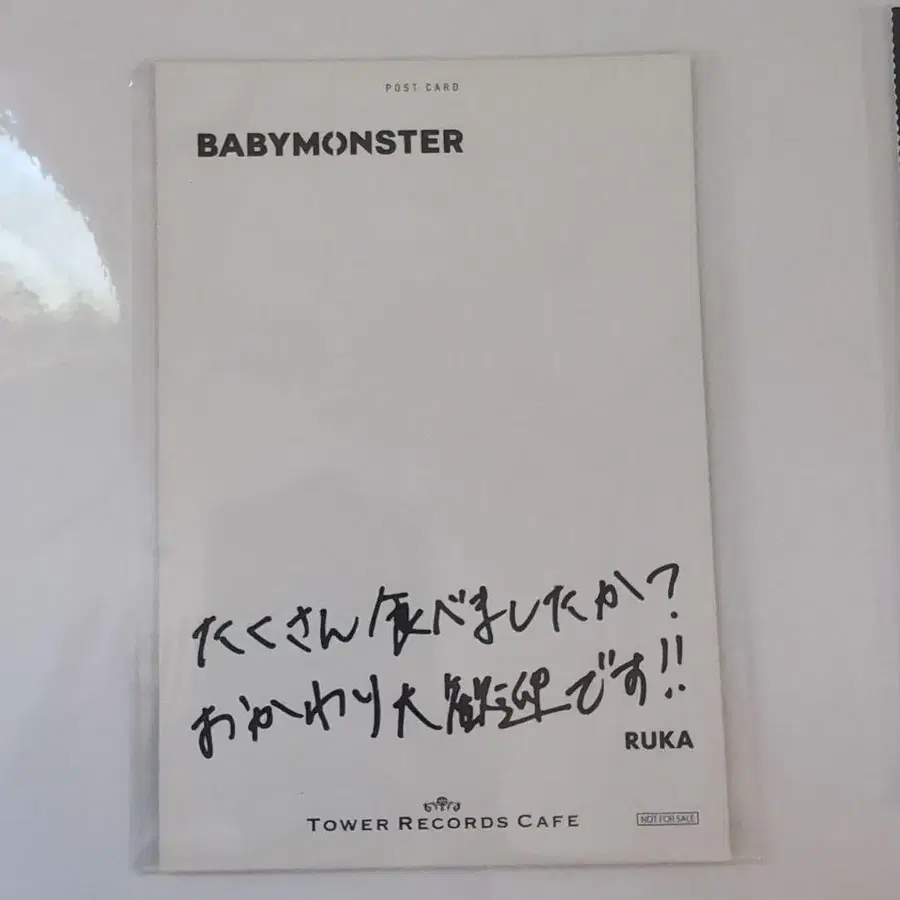 POST CARD
BABYMONSTER
たくさん食べましたか?
おかわり大歓迎です!!
RUKA
TOWER RECORDS CAFE
NOT FOR SALE